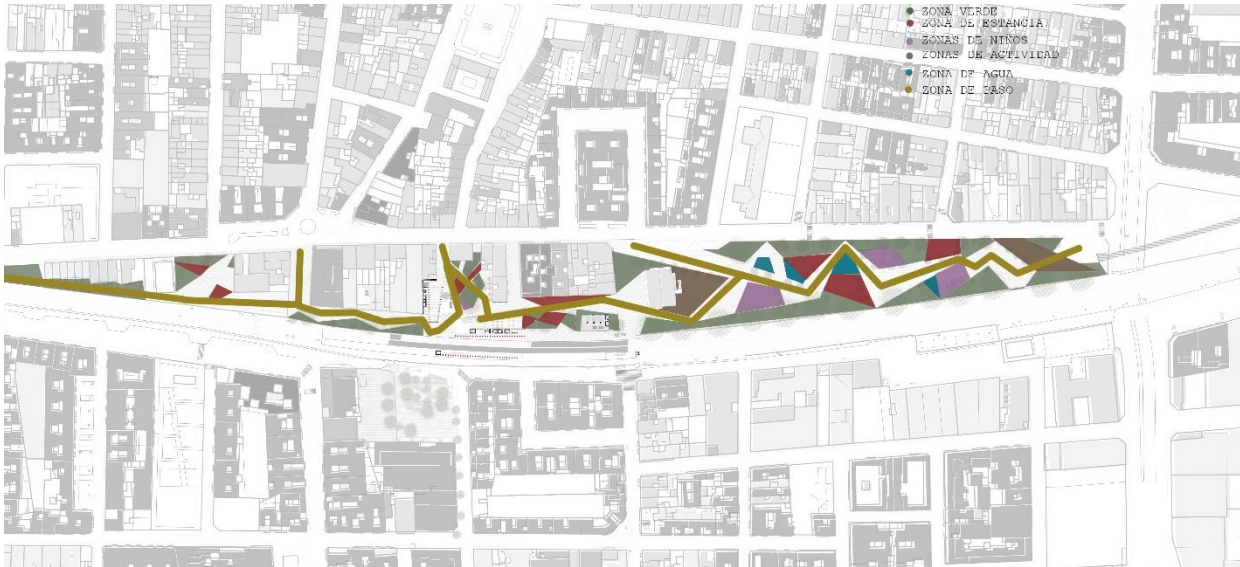 ZONA VERDE
ZONA DE ESTANCIA
ZONAS DE NIÑOS
ZONAS DE ACTIVIDAD
ZONA DE AGUA
ZONA DE PASO